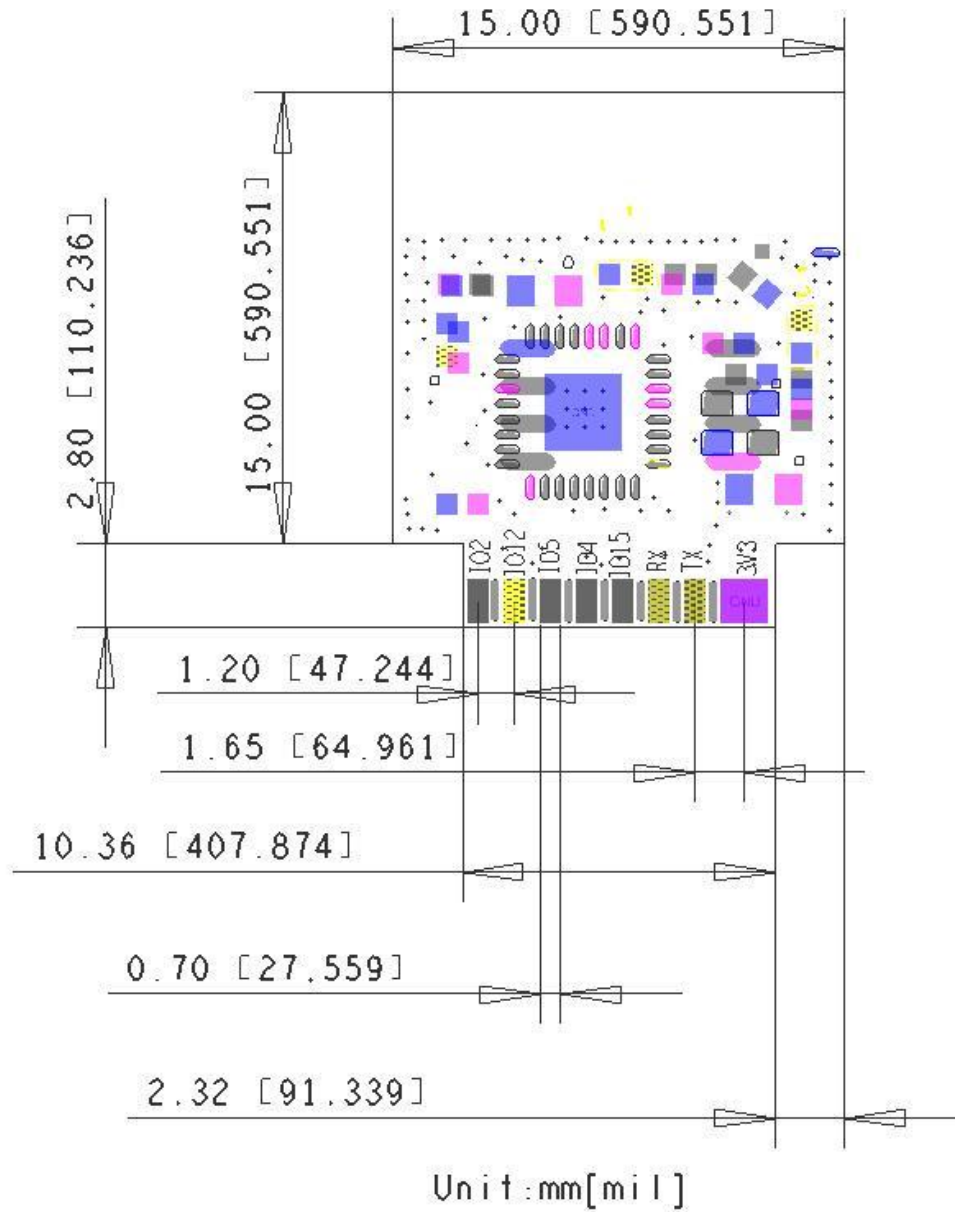 15.00 [590.551]
2.80 [110.236]
15.00 [590.551]
IO2
IO12
IO5
IO4
IO15
RX
TX
3V3
GND
1.20 [47.244]
1.65 [64.961]
10.36 [407.874]
0.70 [27.559]
2.32 [91.339]
Unit:mm[mil]